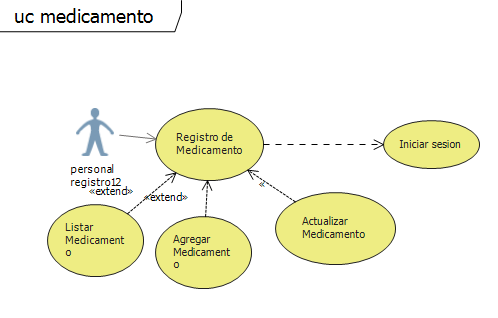 uc medicamento
Registro de
Medicamento
Iniciar sesion
personal
registro12
«extend»
«extend»
«
Listar
Medicament
o
Agregar
Medicament
o
Actualizar
Medicamento